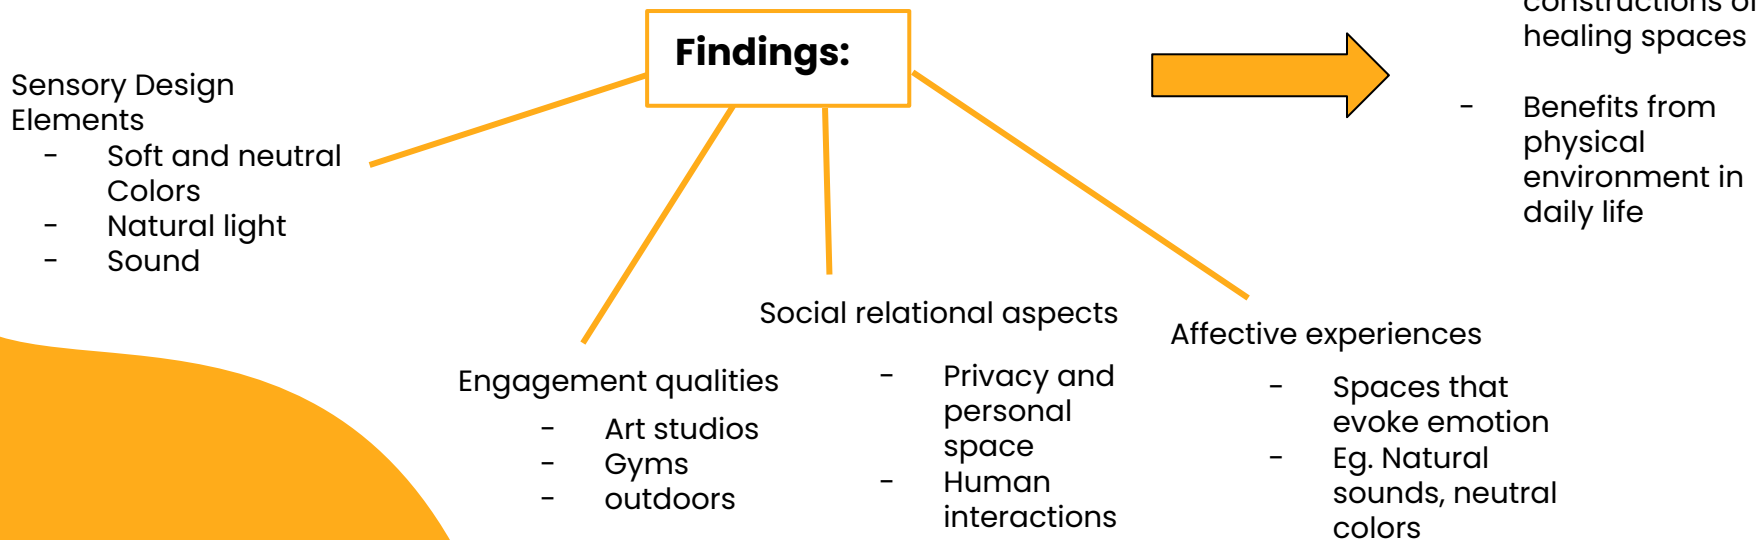 Findings:
Sensory Design
Elements
- Soft and neutral
Colors
- Natural light
- Sound
Engagement qualities
- Art studios
- Gyms
- outdoors
Social relational aspects
- Privacy and
personal
space
- Human
interactions
Affective experiences
- Spaces that
evoke emotion
- Eg. Natural
sounds, neutral
colors
constructions of
healing spaces
- Benefits from
physical
environment in
daily life